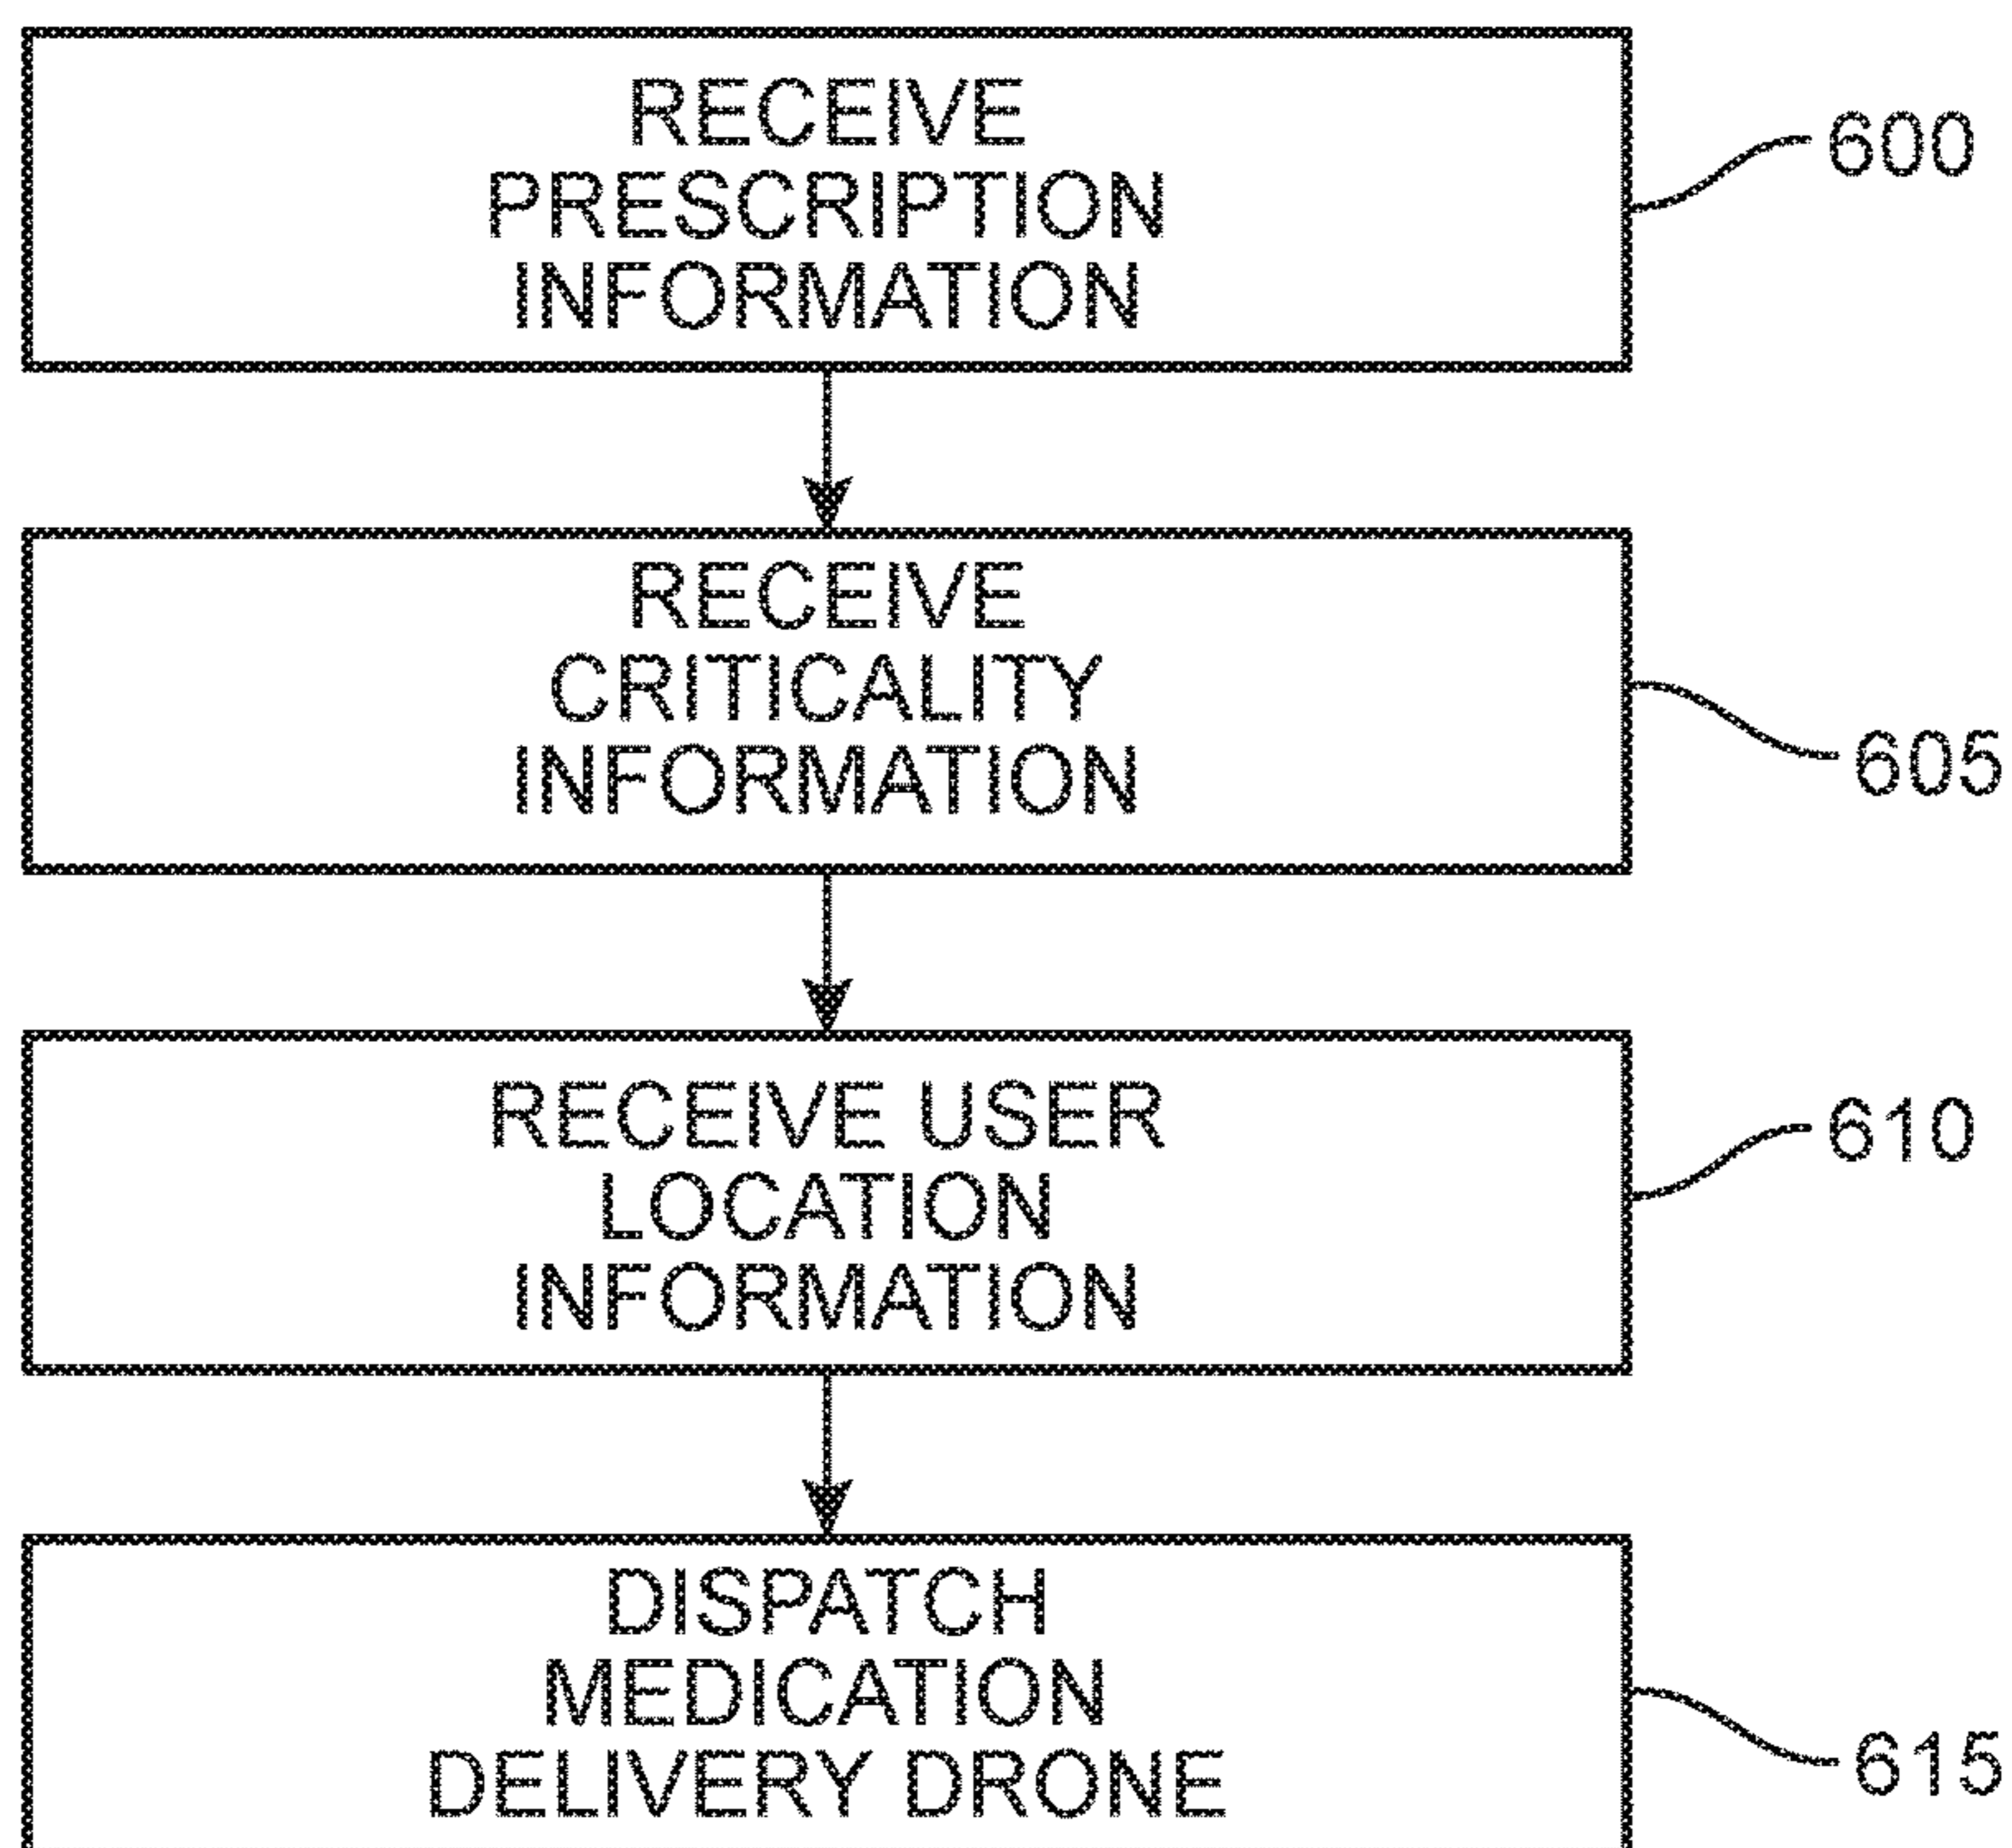 RECEIVE
PRESCRIPTION
INFORMATION
600
RECEIVE
CRITICALITY
INFORMATION
605
RECEIVE USER
LOCATION
INFORMATION
610
DISPATCH
MEDICATION
DELIVERY DRONE
615